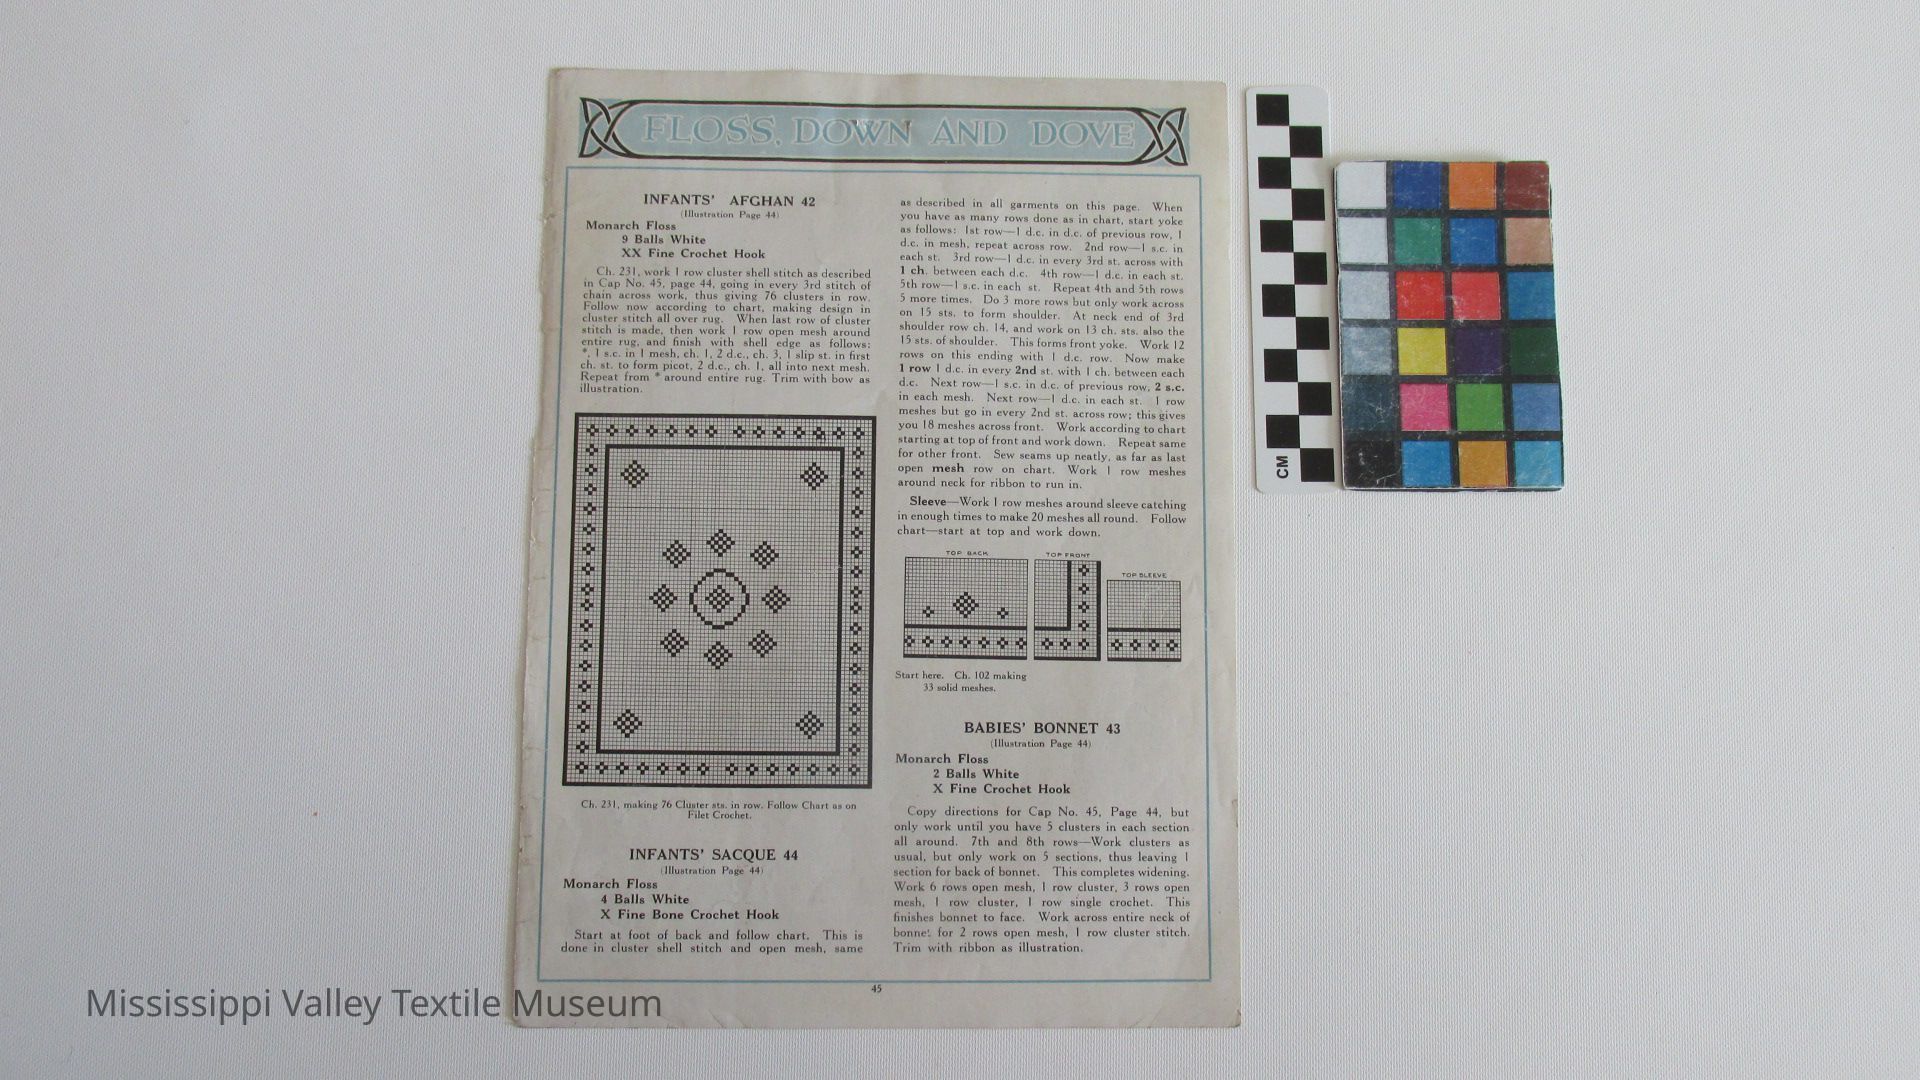 FLOSS, DOWN AND DOVE
INFANTS' AFGHAN 42
(Illustration Page 44)
Monarch Floss
9 Balls White
XX Fine Crochet Hook
Ch. 231, work 1 row cluster shell stitch as described
in Cap No. 45, page 44, going in every 3rd stitch of
chain across work, thus giving 76 clusters in row.
Follow now according to chart, making design in
cluster stitch all over rug. When last row of cluster
stitch is made, then work 1 row open mesh around
entire rug, and finish with shell edge as follows:
*, 1 s.c. in 1 mesh, ch. 1, 2 d.c., ch. 3, 1 slip st. in first
ch. st. to form picot, 2 d.c., ch. 1, all into next mesh.
Repeat from * around entire rug. Trim with bow as
illustration.
Ch. 231, making 76 Cluster sts. in row. Follow Chart as on
Filet Crochet.
INFANTS' SACQUE 44
(Illustration Page 44)
Monarch Floss
4 Balls White
X Fine Bone Crochet Hook
Start at foot of back and follow chart. This is
done in cluster shell stitch and open mesh, same
as described in all garments on this page. When
you have as many rows done as in chart, start yoke
as follows: 1st row—1 d.c. in d.c. of previous row, 1
d.c. in mesh, repeat across row. 2nd row—1 s.c. in
each st. 3rd row—1 d.c. in every 3rd st. across with
1 ch. between each d.c. 4th row—1 d.c. in each st.
5th row—1 s.c. in each st. Repeat 4th and 5th rows
5 more times. Do 3 more rows but only work across
on 15 sts. to form shoulder. At neck end of 3rd
shoulder row ch. 14, and work on 13 ch. sts. also the
15 sts. of shoulder. This forms front yoke. Work 12
rows on this ending with 1 d.c. row. Now make
1 row 1 d.c. in every 2nd st. with 1 ch. between each
d.c. Next row—1 s.c. in d.c. of previous row, 2 s.c.
in each mesh. Next row—1 d.c. in each st. 1 row
meshes but go in every 2nd st. across row; this gives
you 18 meshes across front. Work according to chart
starting at top of front and work down. Repeat same
for other front. Sew seams up neatly, as far as last
open mesh row on chart. Work 1 row meshes
around neck for ribbon to run in.
Sleeve—Work 1 row meshes around sleeve catching
in enough times to make 20 meshes all round. Follow
chart—start at top and work down.
TOP BACK
TOP FRONT
TOP SLEEVE
Start here. Ch. 102 making
33 solid meshes.
BABIES' BONNET 43
(Illustration Page 44)
Monarch Floss
2 Balls White
X Fine Crochet Hook
Copy directions for Cap No. 45, Page 44, but
only work until you have 5 clusters in each section
all around. 7th and 8th rows—Work clusters as
usual, but only work on 5 sections, thus leaving 1
section for back of bonnet. This completes widening.
Work 6 rows open mesh, 1 row cluster, 3 rows open
mesh, 1 row cluster, 1 row single crochet. This
finishes bonnet to face. Work across entire neck of
bonnet for 2 rows open mesh, 1 row cluster stitch.
Trim with ribbon as illustration.
45
CM
Mississippi Valley Textile Museum